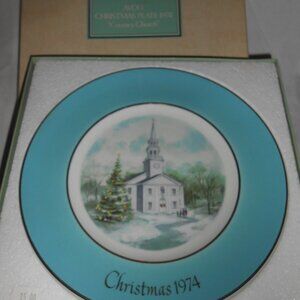 AVON
CHRISTMAS PLATE 1974
"Country Church"
Christmas 1974